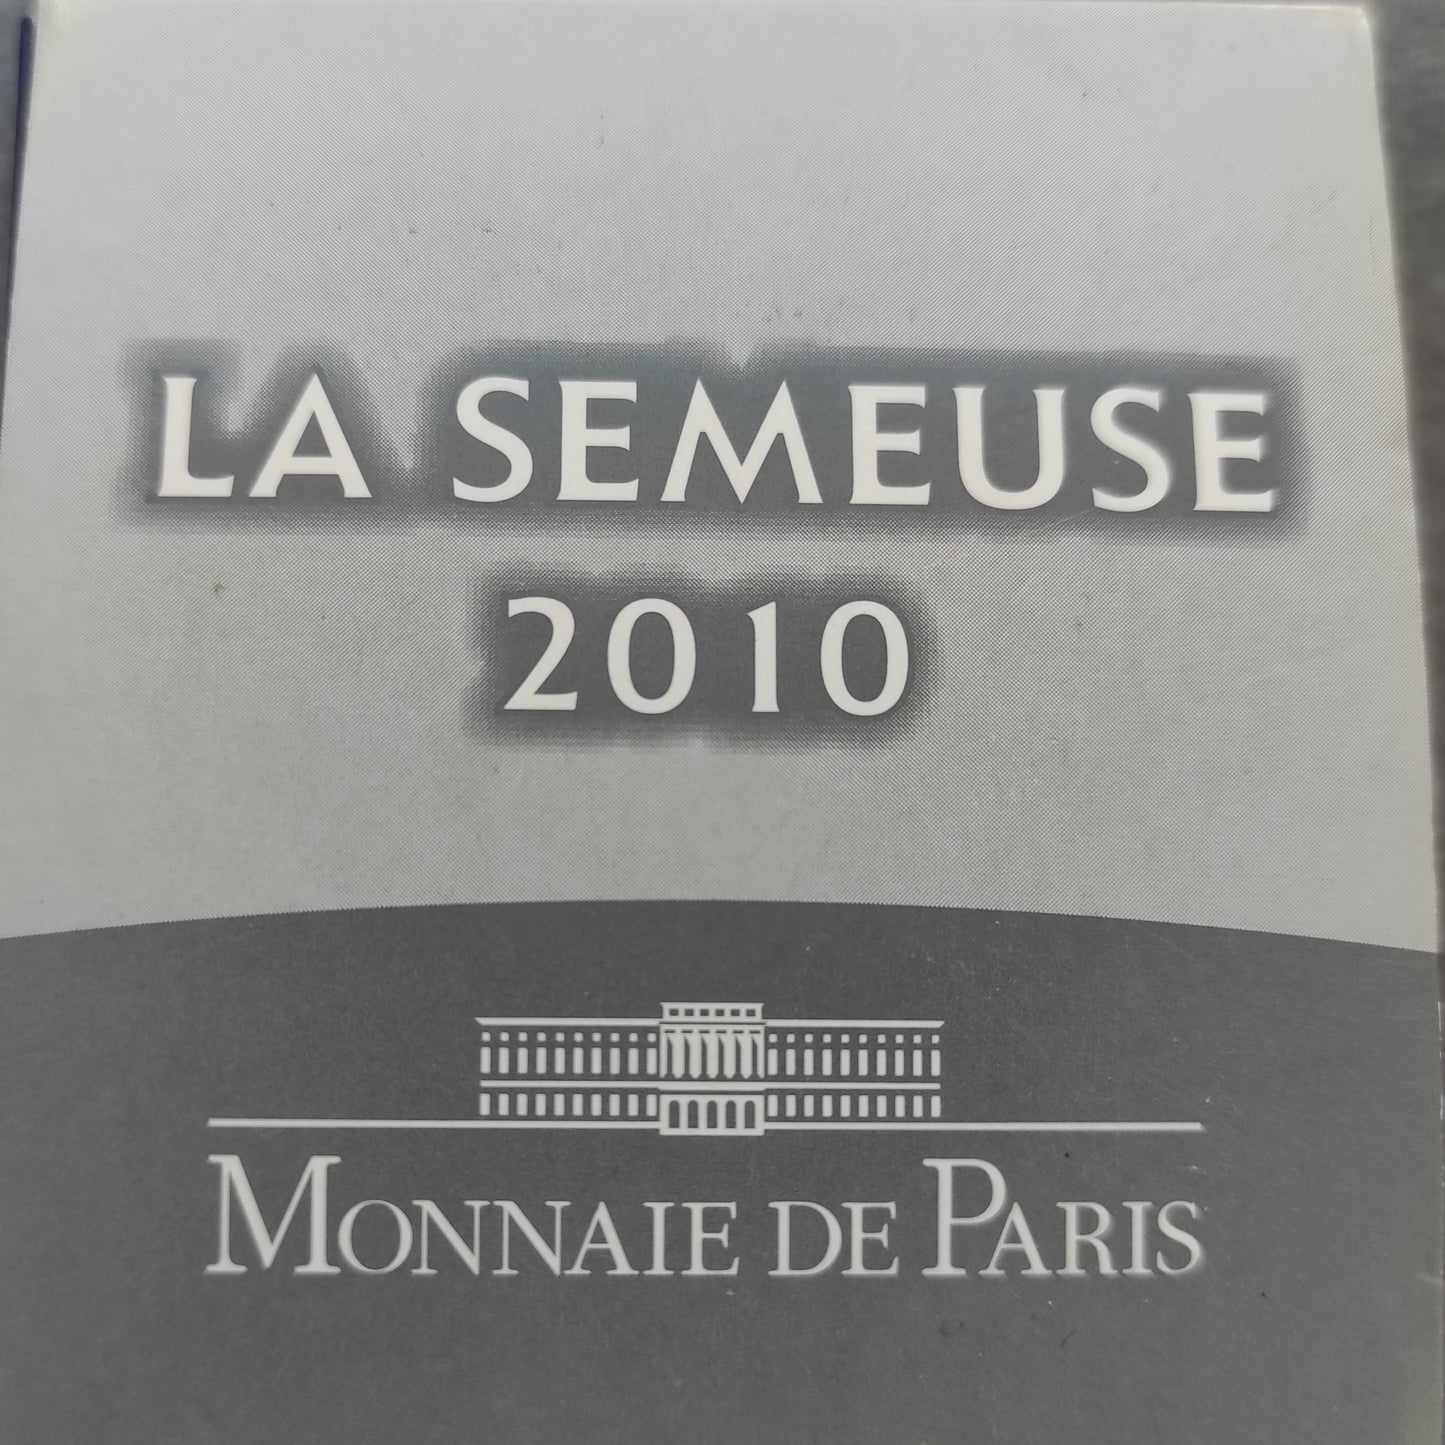 LA SEMEUSE
2010
MONNAIE DE PARIS